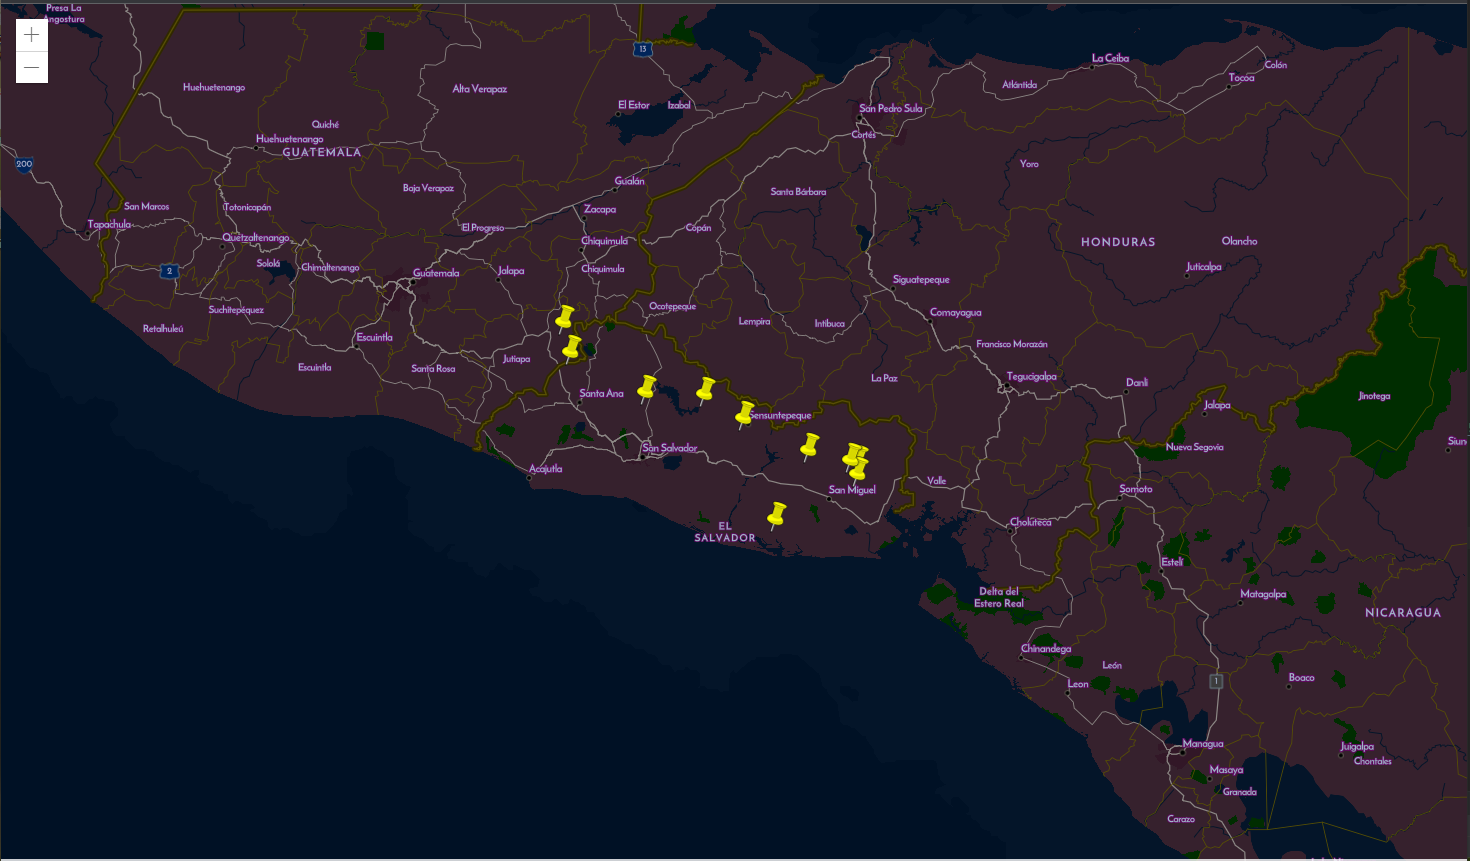 Presa La
Angostura
13
La Ceiba
Colón
Tocoa
Atlántida
Huehuetenango
Alta Verapaz
El Estor
Izabal
San Pedro Sula
Cortés
Quiché
Huehuetenango
GUATEMALA
200
Yoro
Gualán
Baja Verapaz
Santa Bárbara
San Marcos
Totonicapán
Zacapa
Tapachula
El Progreso
Copán
Quetzaltenango
Chiquimula
HONDURAS
Olancho
Sololá
Chimaltenango
Guatemala
Jalapa
Chiquimula
Juticalpa
2
Siguatepeque
Suchitepéquez
Ocotepeque
Comayagua
Retalhuleú
Lempira
Intibuca
Escuintla
Francisco Morazán
Escuintla
Santa Rosa
Jutiapa
La Paz
Tegucigalpa
Danlí
Santa Ana
Jinotega
Jalapa
Sensuntepeque
San Salvador
Nueva Segovia
Siun
Acajutla
Valle
San Miguel
Somoto
EL
SALVADOR
Choluteca
Estelí
Delta del
Estero Real
Matagalpa
NICARAGUA
Chinandega
León
Leon
1
Boaco
Managua
Juigalpa
Chontales
Masaya
Granada
Carazo